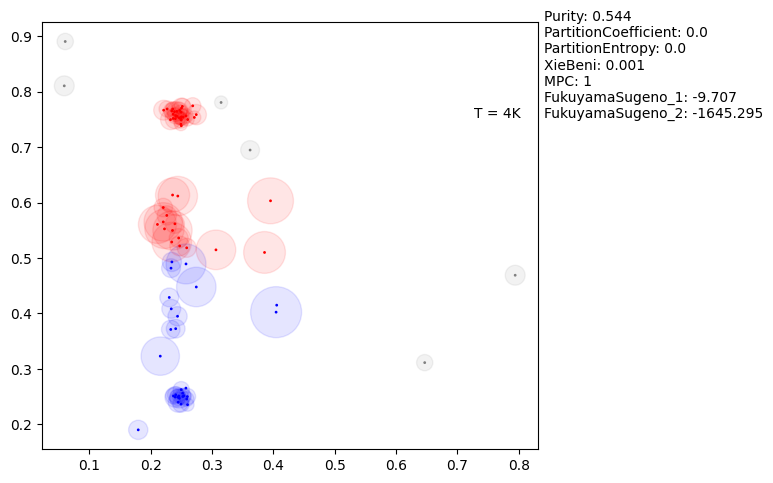 Purity: 0.544
PartitionCoefficient: 0.0
PartitionEntropy: 0.0
XieBeni: 0.001
MPC: 1
FukuyamaSugeno_1: -9.707
FukuyamaSugeno_2: -1645.295
T = 4K
0.9
0.8
0.7
0.6
0.5
0.4
0.3
0.2
0.1 0.2 0.3 0.4 0.5 0.6 0.7 0.8